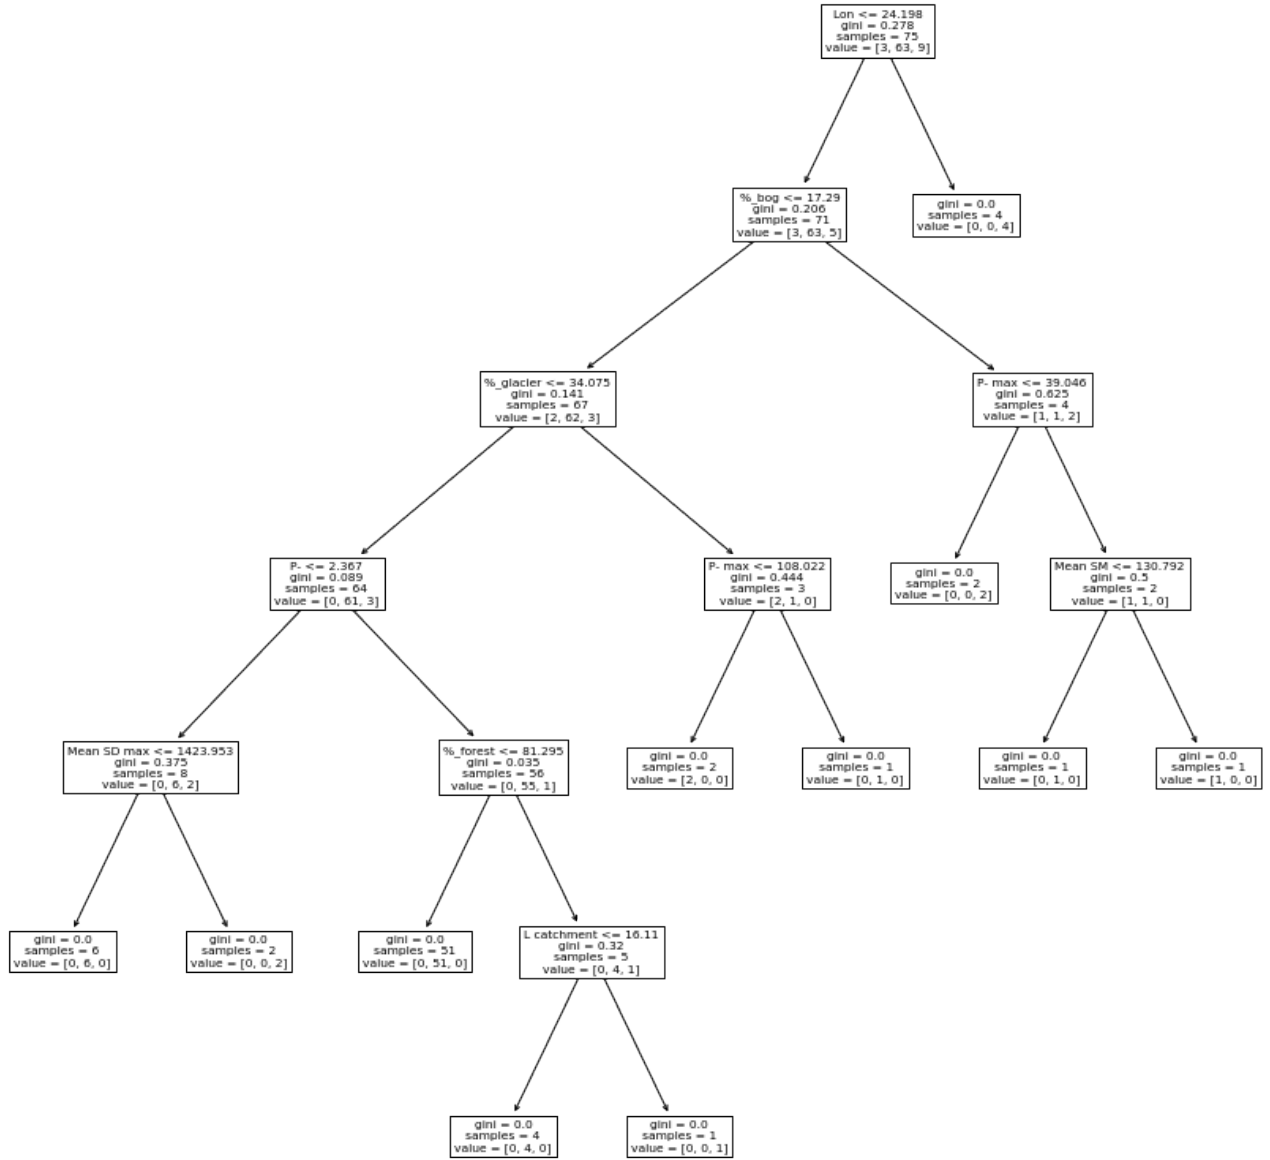 Lon <= 24.198
gini = 0.278
samples = 75
value = [3, 63, 9]
%_bog <= 17.29
gini = 0.206
samples = 71
value = [3, 63, 5]
gini = 0.0
samples = 4
value = [0, 0, 4]
%_glacier <= 34.075
gini = 0.141
samples = 67
value = [2, 62, 3]
P- max <= 39.046
gini = 0.625
samples = 4
value = [1, 1, 2]
P- <= 2.367
gini = 0.089
samples = 64
value = [0, 61, 3]
P- max <= 108.022
gini = 0.444
samples = 3
value = [2, 1, 0]
gini = 0.0
samples = 2
value = [0, 0, 2]
Mean SM <= 130.792
gini = 0.5
samples = 2
value = [1, 1, 0]
Mean SD max <= 1423.953
gini = 0.375
samples = 8
value = [0, 6, 2]
%_forest <= 81.295
gini = 0.035
samples = 56
value = [0, 55, 1]
gini = 0.0
samples = 2
value = [2, 0, 0]
gini = 0.0
samples = 1
value = [0, 1, 0]
gini = 0.0
samples = 1
value = [0, 1, 0]
gini = 0.0
samples = 1
value = [1, 0, 0]
gini = 0.0
samples = 6
value = [0, 6, 0]
gini = 0.0
samples = 2
value = [0, 0, 2]
gini = 0.0
samples = 51
value = [0, 51, 0]
L catchment <= 16.11
gini = 0.32
samples = 5
value = [0, 4, 1]
gini = 0.0
samples = 4
value = [0, 4, 0]
gini = 0.0
samples = 1
value = [0, 0, 1]